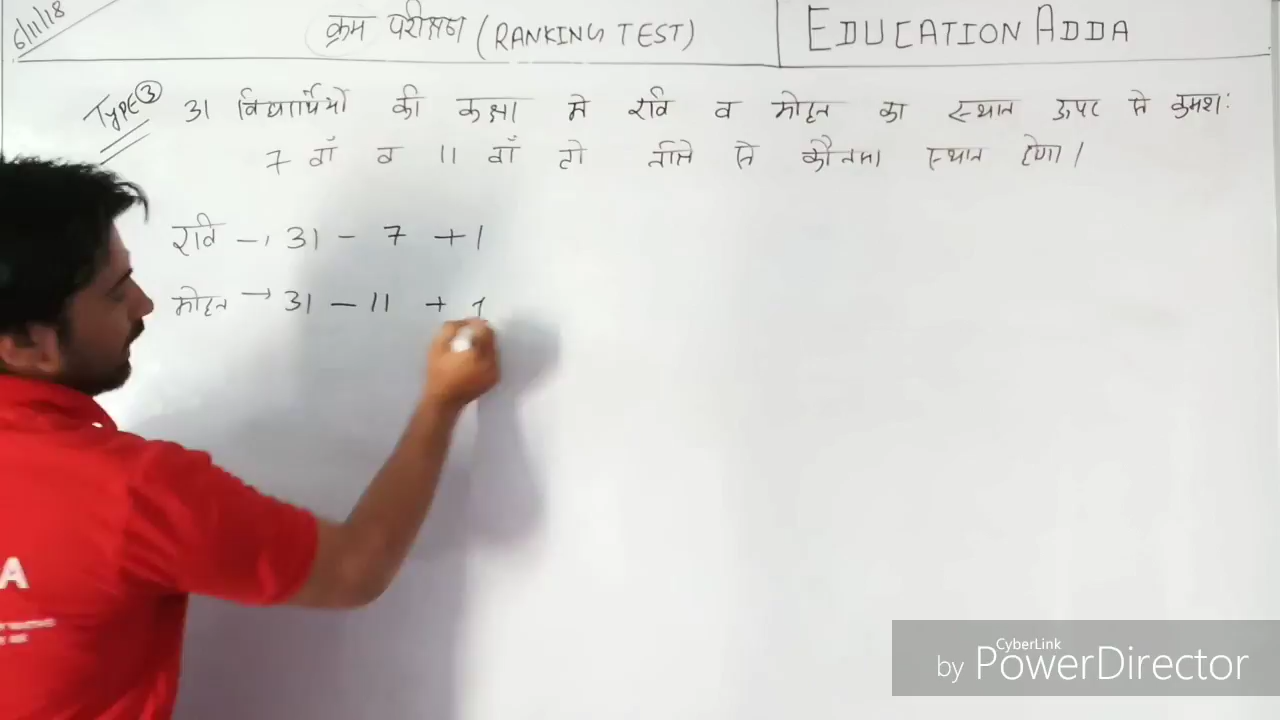 6/11/18
क्रम परीक्षण (RANKING TEST)
EDUCATION ADDA
TYPE ③
31 विद्यार्थियों की कक्षा मे रवि व मोहन का स्थान ऊपर से क्रमशः
7 वाँ व 11 वाँ हो नीचे से कौनसा स्थान होगा।
रवि → 31 - 7 + 1
मोहन → 31 - 11 + 1
A
CyberLink
by PowerDirector